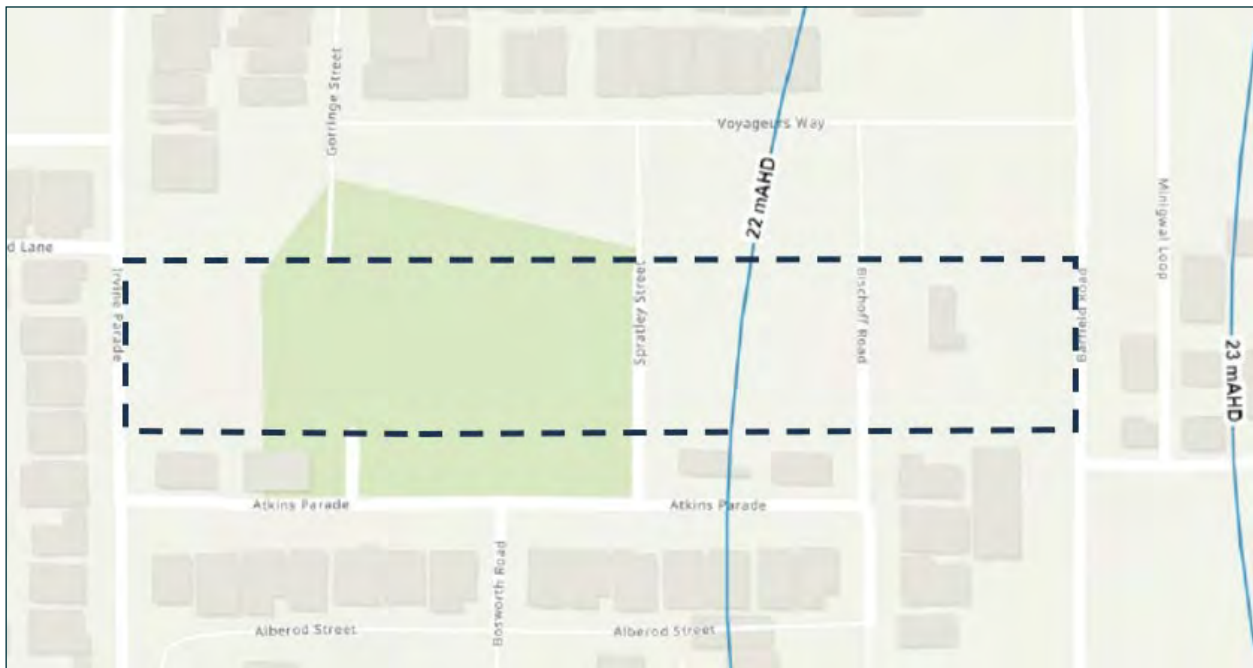 Gorringe Street
Voyageurs Way
22 mAHD
Minigwal Loop
d Lane
Irvine Parade
Spratley Street
Bischoff Road
Barfield Road
23 mAHD
Atkins Parade
Atkins Parade
Bosworth Road
Alberod Street
Alberod Street